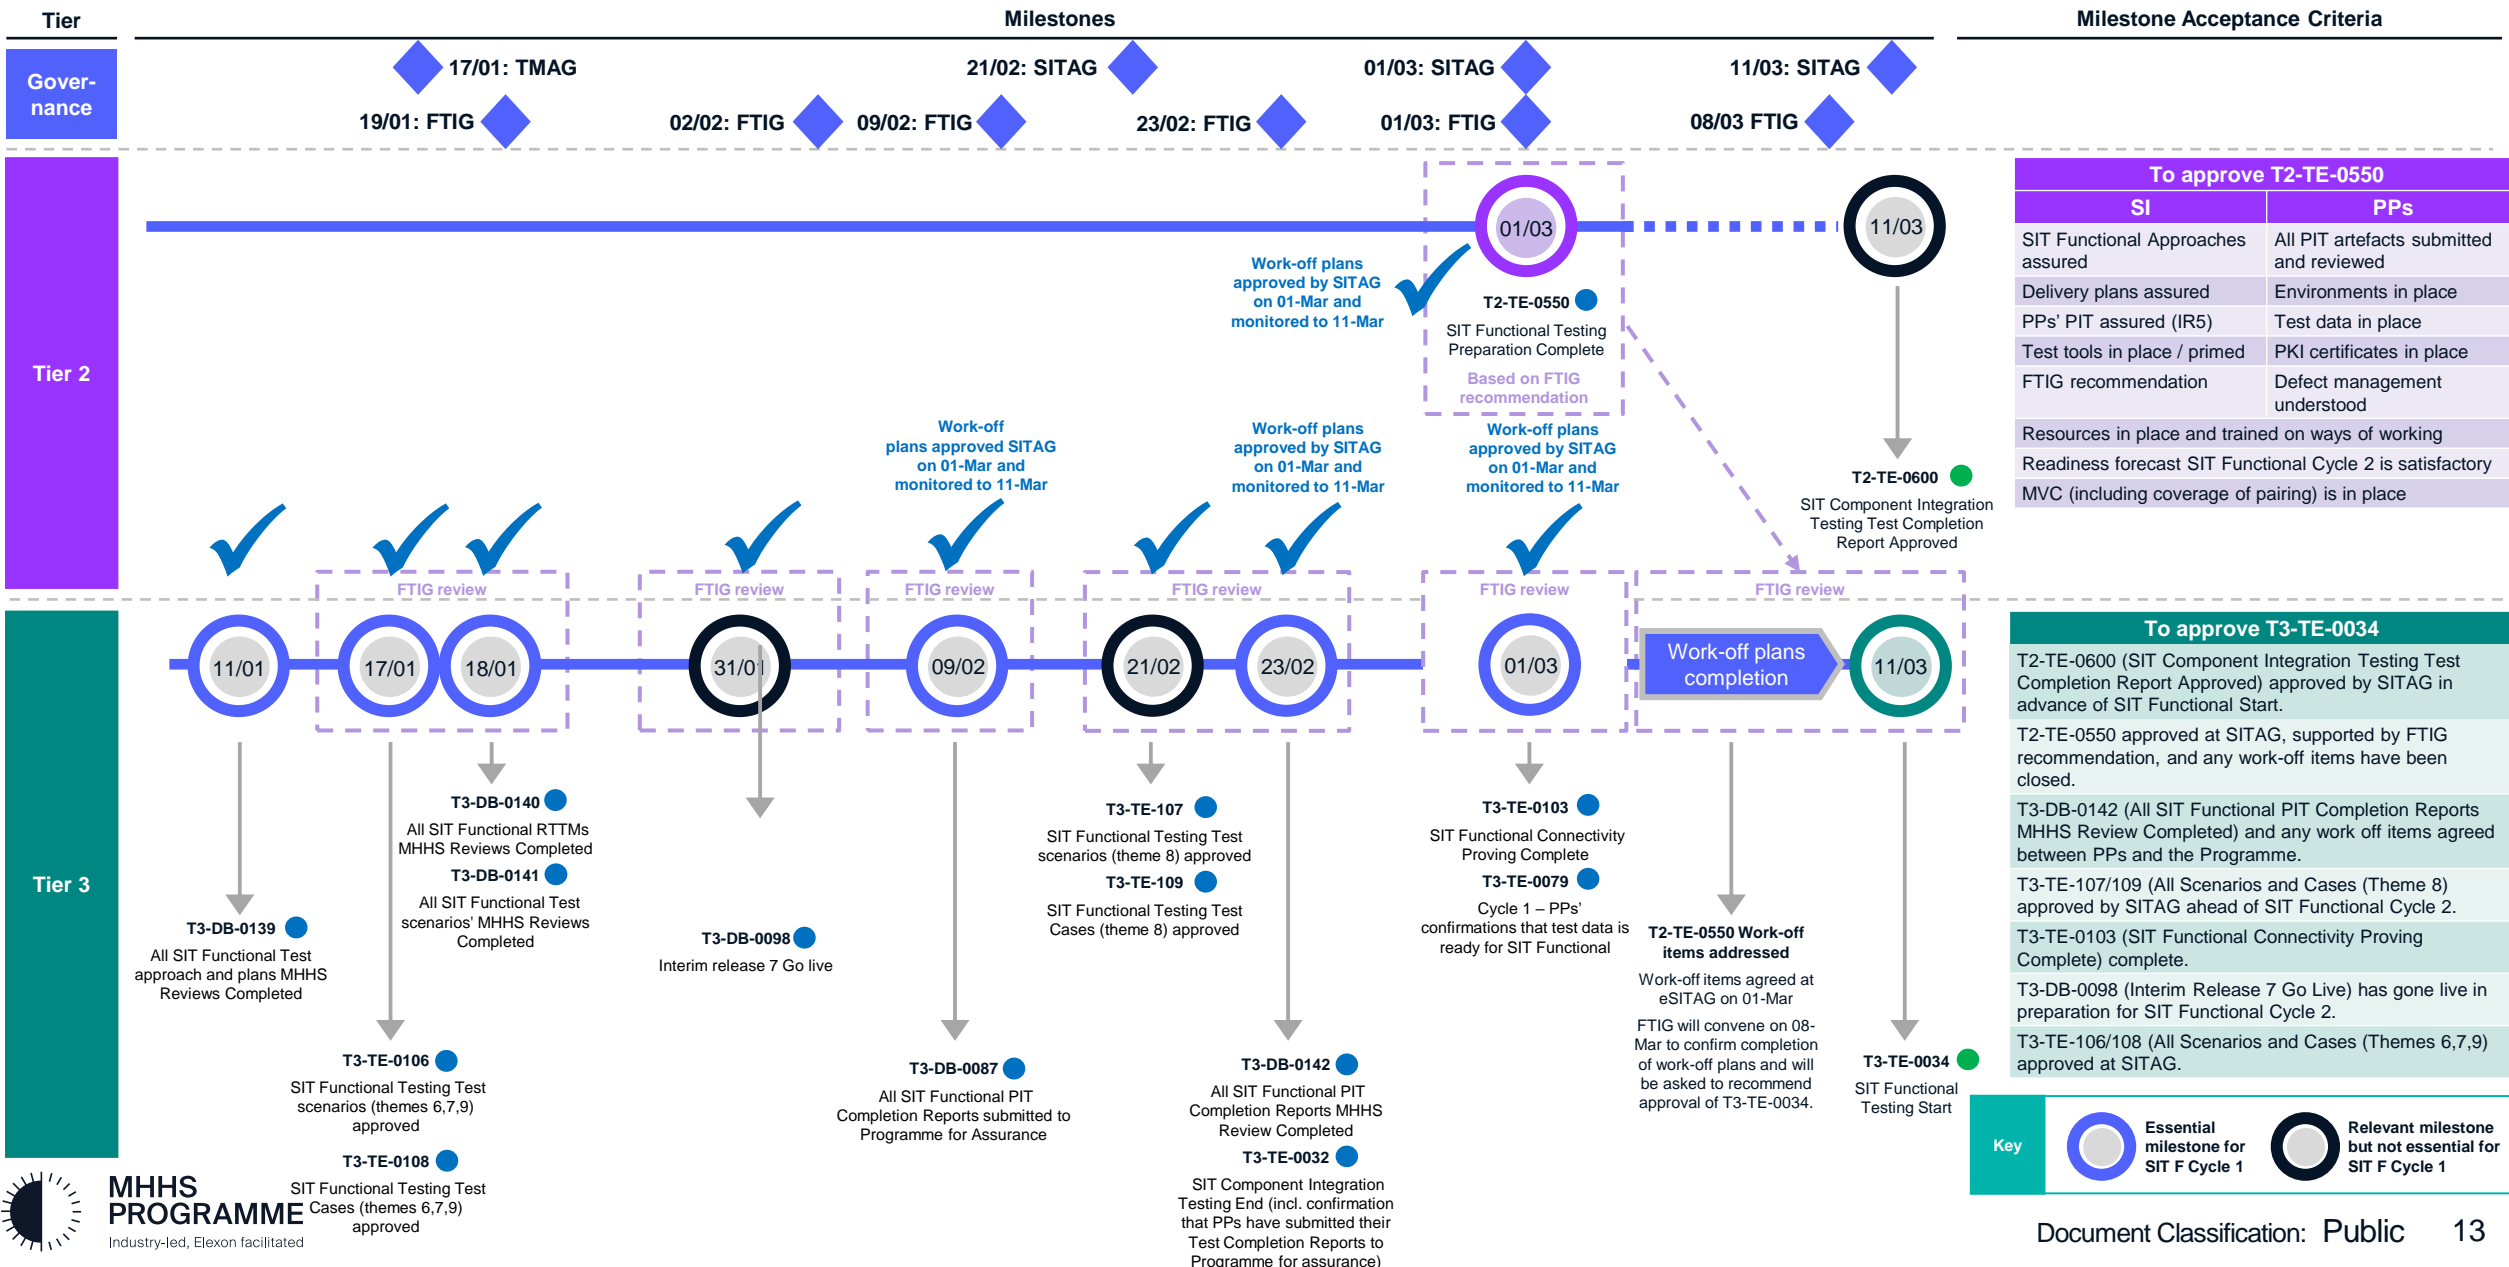 Tier
Milestones
Milestone Acceptance Criteria
Gover-
nance
17/01: TMAG
21/02: SITAG
01/03: SITAG
11/03: SITAG
19/01: FTIG
02/02: FTIG
09/02: FTIG
23/02: FTIG
01/03: FTIG
08/03 FTIG
Tier 2
01/03
11/03
Work-off plans
approved by SITAG
on 01-Mar and
monitored to 11-Mar
T2-TE-0550
SIT Functional Testing
Preparation Complete
Based on FTIG
recommendation
Work-off
plans approved SITAG
on 01-Mar and
monitored to 11-Mar
Work-off plans
approved by SITAG
on 01-Mar and
monitored to 11-Mar
Work-off plans
approved by SITAG
on 01-Mar and
monitored to 11-Mar
T2-TE-0600
SIT Component Integration
Testing Test Completion
Report Approved
To approve T2-TE-0550
SI
PPs
SIT Functional Approaches
assured
All PIT artefacts submitted
and reviewed
Delivery plans assured
Environments in place
PPs' PIT assured (IR5)
Test data in place
Test tools in place / primed
PKI certificates in place
FTIG recommendation
Defect management
understood
Resources in place and trained on ways of working
Readiness forecast SIT Functional Cycle 2 is satisfactory
MVC (including coverage of pairing) is in place
FTIG review
FTIG review
FTIG review
FTIG review
FTIG review
FTIG review
Tier 3
11/01
17/01
18/01
31/01
09/02
21/02
23/02
01/03
Work-off plans
completion
11/03
T3-DB-0139
All SIT Functional Test
approach and plans MHHS
Reviews Completed
T3-DB-0140
All SIT Functional RTTMs
MHHS Reviews Completed
T3-DB-0141
All SIT Functional Test
scenarios' MHHS Reviews
Completed
T3-TE-0106
SIT Functional Testing Test
scenarios (themes 6,7,9)
approved
T3-TE-0108
SIT Functional Testing Test
Cases (themes 6,7,9)
approved
T3-DB-0098
Interim release 7 Go live
T3-DB-0087
All SIT Functional PIT
Completion Reports submitted to
Programme for Assurance
T3-TE-107
SIT Functional Testing Test
scenarios (theme 8) approved
T3-TE-109
SIT Functional Testing Test
Cases (theme 8) approved
T3-DB-0142
All SIT Functional PIT
Completion Reports MHHS
Review Completed
T3-TE-0032
SIT Component Integration
Testing End (incl. confirmation
that PPs have submitted their
Test Completion Reports to
Programme for assurance)
T3-TE-0103
SIT Functional Connectivity
Proving Complete
T3-TE-0079
Cycle 1 – PPs'
confirmations that test data is
ready for SIT Functional
T2-TE-0550 Work-off
items addressed
Work-off items agreed at
eSITAG on 01-Mar
FTIG will convene on 08-
Mar to confirm completion
of work-off plans and will
be asked to recommend
approval of T3-TE-0034.
T3-TE-0034
SIT Functional
Testing Start
To approve T3-TE-0034
T2-TE-0600 (SIT Component Integration Testing Test
Completion Report Approved) approved by SITAG in
advance of SIT Functional Start.
T2-TE-0550 approved at SITAG, supported by FTIG
recommendation, and any work-off items have been
closed.
T3-DB-0142 (All SIT Functional PIT Completion Reports
MHHS Review Completed) and any work off items agreed
between PPs and the Programme.
T3-TE-107/109 (All Scenarios and Cases (Theme 8)
approved by SITAG ahead of SIT Functional Cycle 2.
T3-TE-0103 (SIT Functional Connectivity Proving
Complete) complete.
T3-DB-0098 (Interim Release 7 Go Live) has gone live in
preparation for SIT Functional Cycle 2.
T3-TE-106/108 (All Scenarios and Cases (Themes 6,7,9)
approved at SITAG.
Key
Essential
milestone for
SIT F Cycle 1
Relevant milestone
but not essential for
SIT F Cycle 1
MHHS
PROGRAMME
Industry-led, Elexon facilitated
Document Classification: Public
13